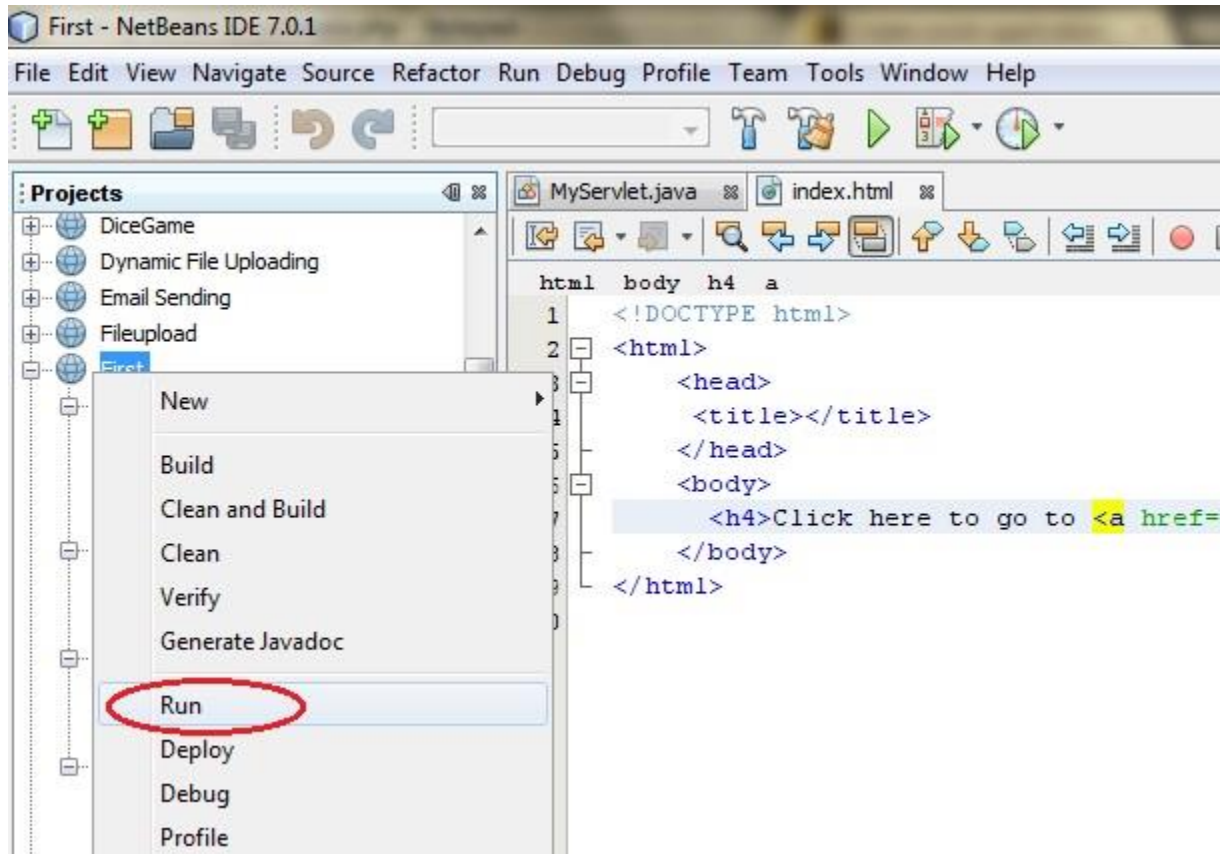 First - NetBeans IDE 7.0.1
File Edit View Navigate Source Refactor Run Debug Profile Team Tools Window Help
Projects
DiceGame
Dynamic File Uploading
Email Sending
Fileupload
First
New
Build
Clean and Build
Clean
Verify
Generate Javadoc
Run
Deploy
Debug
Profile
MyServlet.java index.html
html body h4 a
1 <!DOCTYPE html>
2 <html>
<head>
<title></title>
</head>
<body>
<h4>Click here to go to <a href=
</body>
</html>